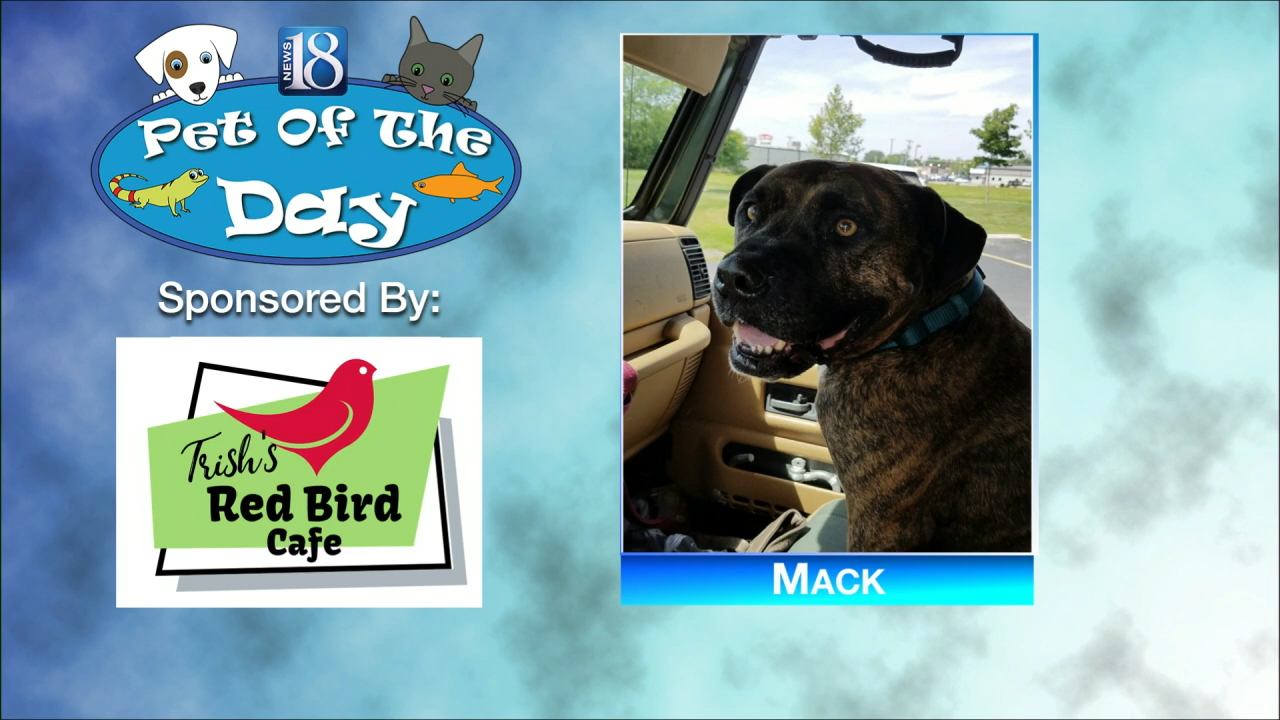 NEWS 18
Pet Of The
Day
Sponsored By:
Trish's
Red Bird
Cafe
MACK